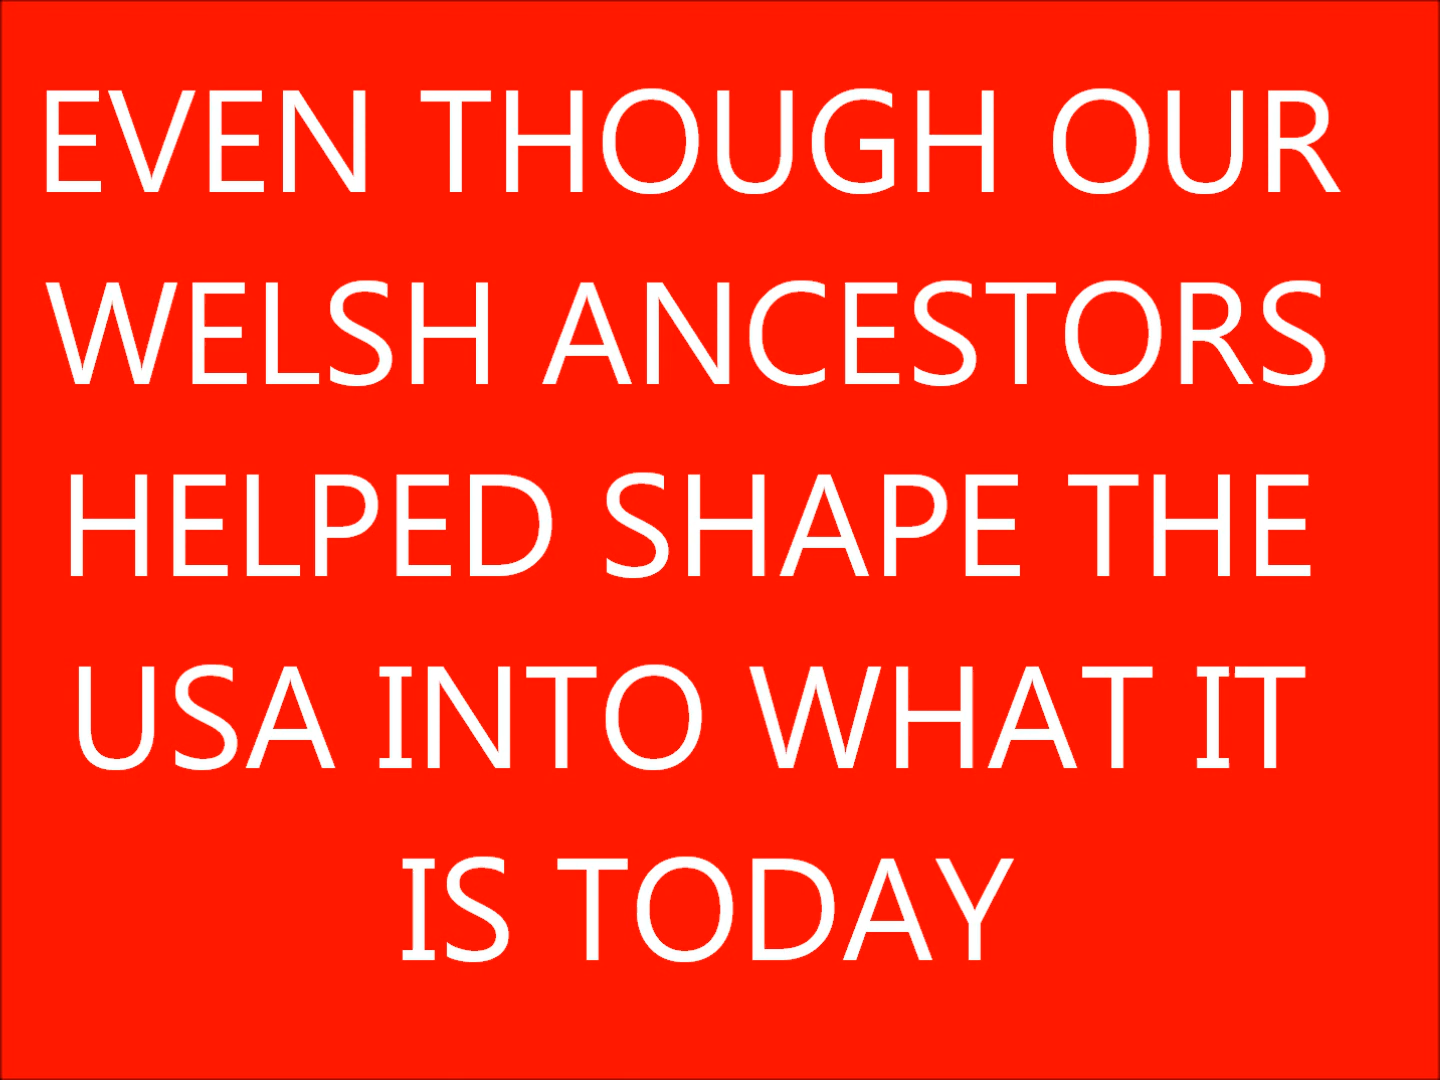 EVEN THOUGH OUR
WELSH ANCESTORS
HELPED SHAPE THE
USA INTO WHAT IT
IS TODAY